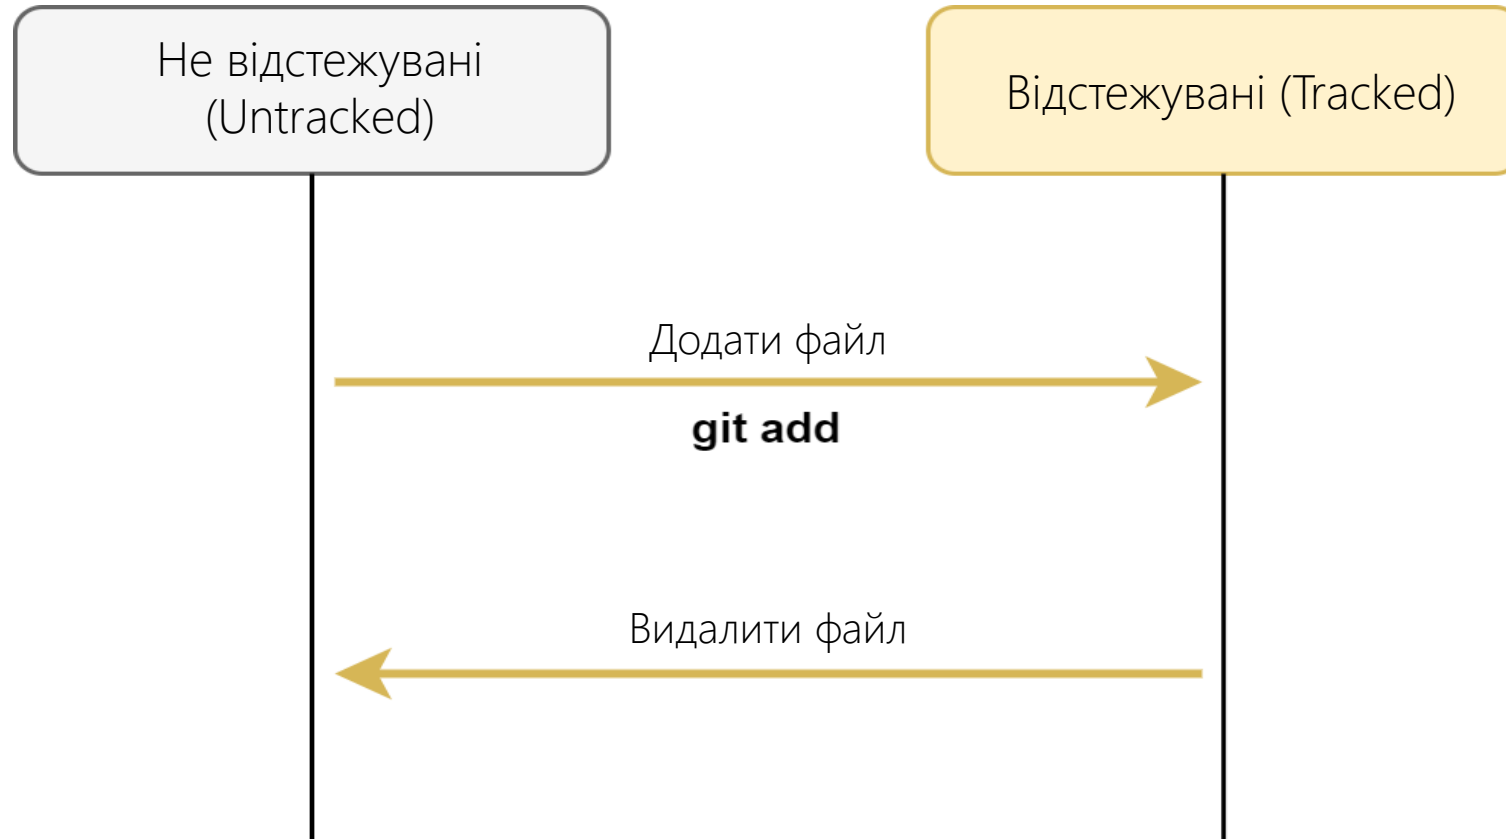 Не відстежувані
(Untracked)
Відстежувані (Tracked)
Додати файл
git add
Видалити файл